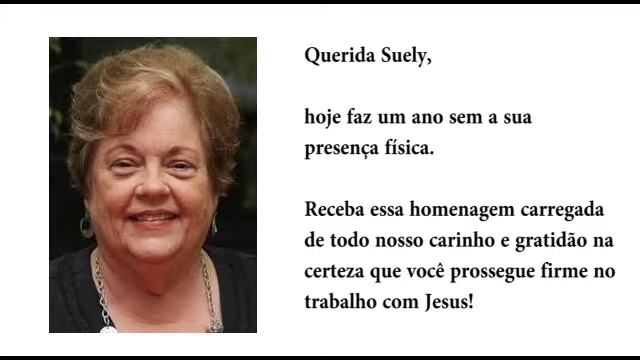 Querida Suely,
hoje faz um ano sem a sua
presença física.
Receba essa homenagem carregada
de todo nosso carinho e gratidão na
certeza que você prossegue firme no
trabalho com Jesus!